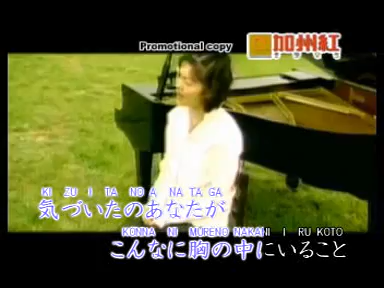 Promotional copy
加州紅
KI ZU I TA NO A NA TA GA
気づいたのあなたが
KONNA NI MURENO NAKANI I RU KOTO
こんなに胸の中にいること